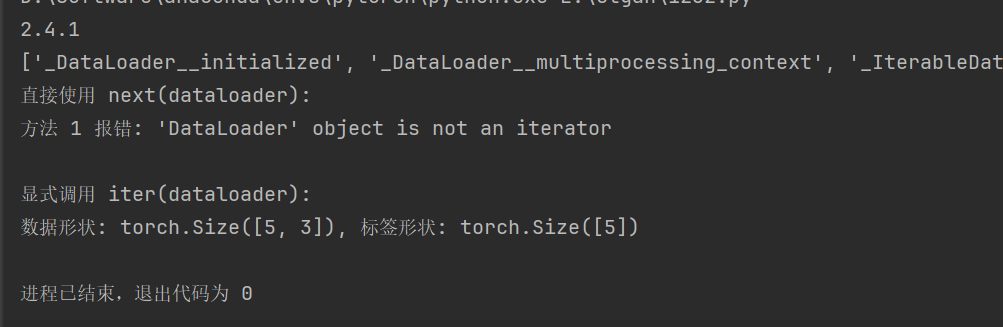 2.4.1
['_DataLoader__initialized', '_DataLoader__multiprocessing_context', '_IterableDat
直接使用 next(dataloader):
方法 1 报错: 'DataLoader' object is not an iterator
显式调用 iter(dataloader):
数据形状: torch.Size([5, 3]), 标签形状: torch.Size([5])
进程已结束，退出代码为 0